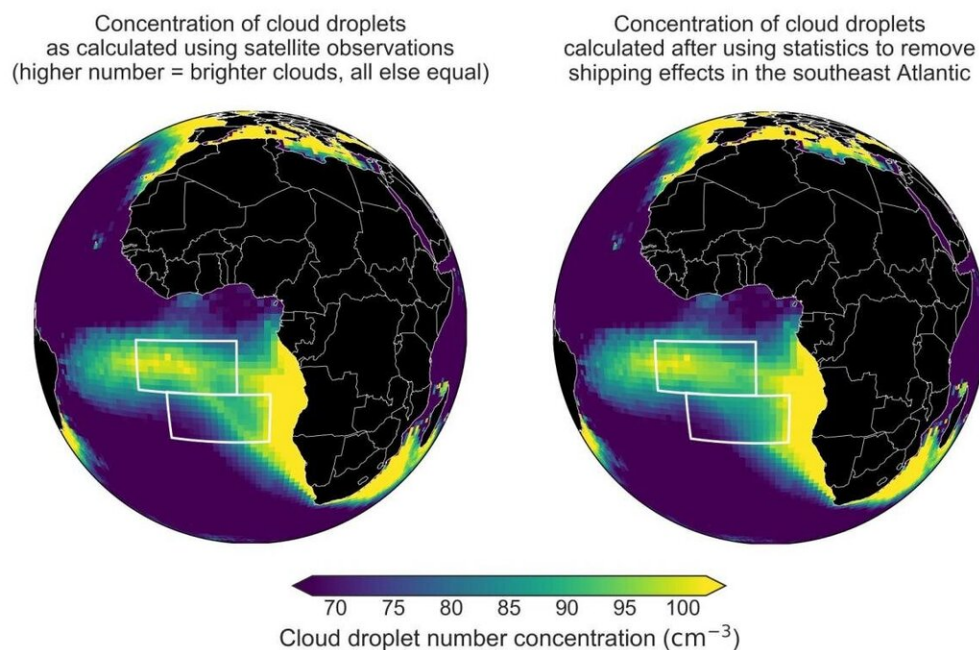 Concentration of cloud droplets
as calculated using satellite observations
(higher number = brighter clouds, all else equal)
Concentration of cloud droplets
calculated after using statistics to remove
shipping effects in the southeast Atlantic
70 75 80 85 90 95 100
Cloud droplet number concentration (cm⁻³)